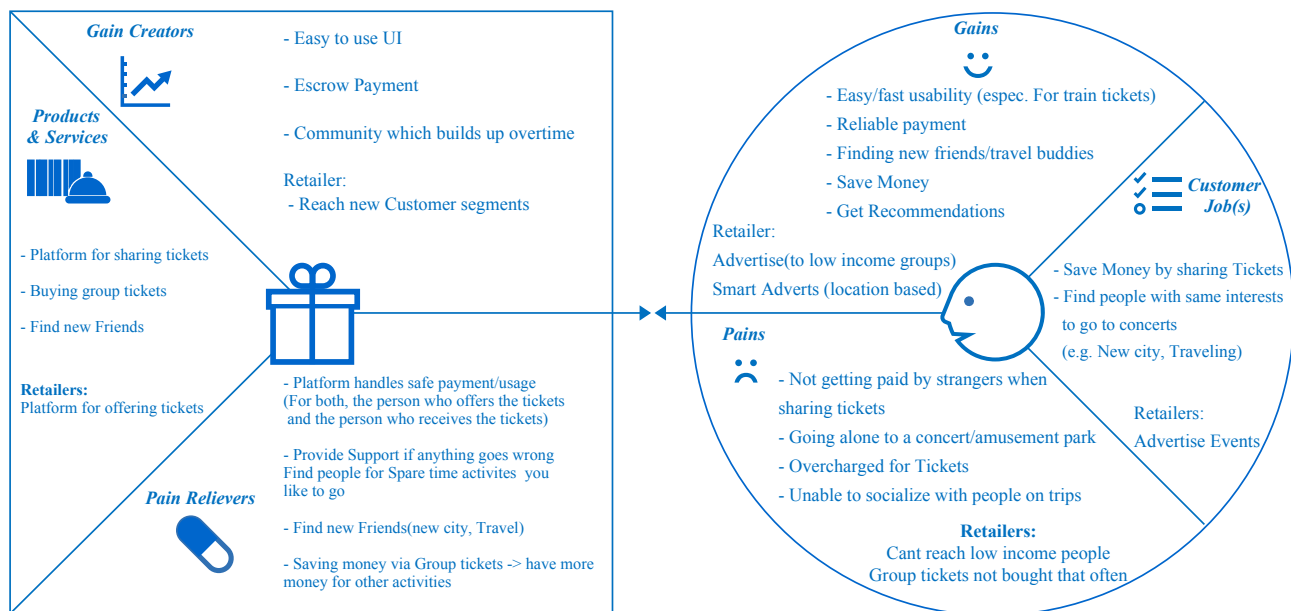 Gain Creators
- Easy to use UI
- Escrow Payment
- Community which builds up overtime
Retailer:
- Reach new Customer segments
Products
& Services
- Platform for sharing tickets
- Buying group tickets
- Find new Friends
Retailers:
Platform for offering tickets
Pain Relievers
- Platform handles safe payment/usage
(For both, the person who offers the tickets
and the person who receives the tickets)
- Provide Support if anything goes wrong
Find people for Spare time activites you
like to go
- Find new Friends(new city, Travel)
- Saving money via Group tickets -> have more
money for other activities
Gains
- Easy/fast usability (espec. For train tickets)
- Reliable payment
- Finding new friends/travel buddies
- Save Money
- Get Recommendations
Retailer:
Advertise(to low income groups)
Smart Adverts (location based)
Customer
Job(s)
- Save Money by sharing Tickets
- Find people with same interests
to go to concerts
(e.g. New city, Traveling)
Retailers:
Advertise Events
Pains
- Not getting paid by strangers when
sharing tickets
- Going alone to a concert/amusement park
- Overcharged for Tickets
- Unable to socialize with people on trips
Retailers:
Cant reach low income people
Group tickets not bought that often